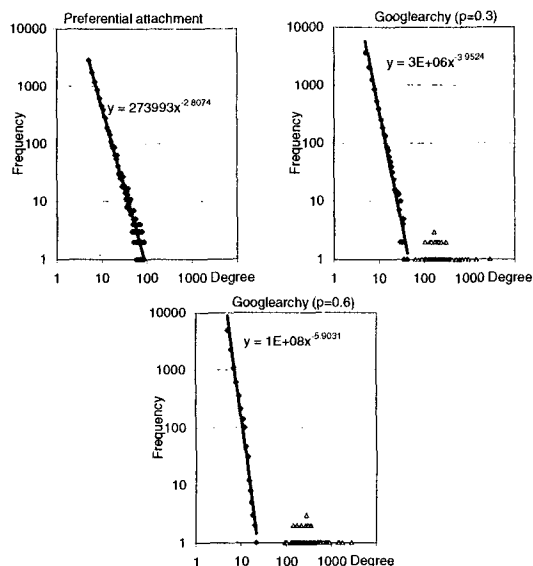 Preferential attachment
10000
1000
100
10
1
Frequency
y = 273993x^-2.8074
1 10 100 1000 Degree
Googlearchy (p=0.3)
10000
1000
100
10
1
Frequency
y = 3E+06x^-3.9524
1 10 100 1000 Degree
Googlearchy (p=0.6)
10000
1000
100
10
1
Frequency
y = 1E+08x^-5.9031
1 10 100 1000 Degree